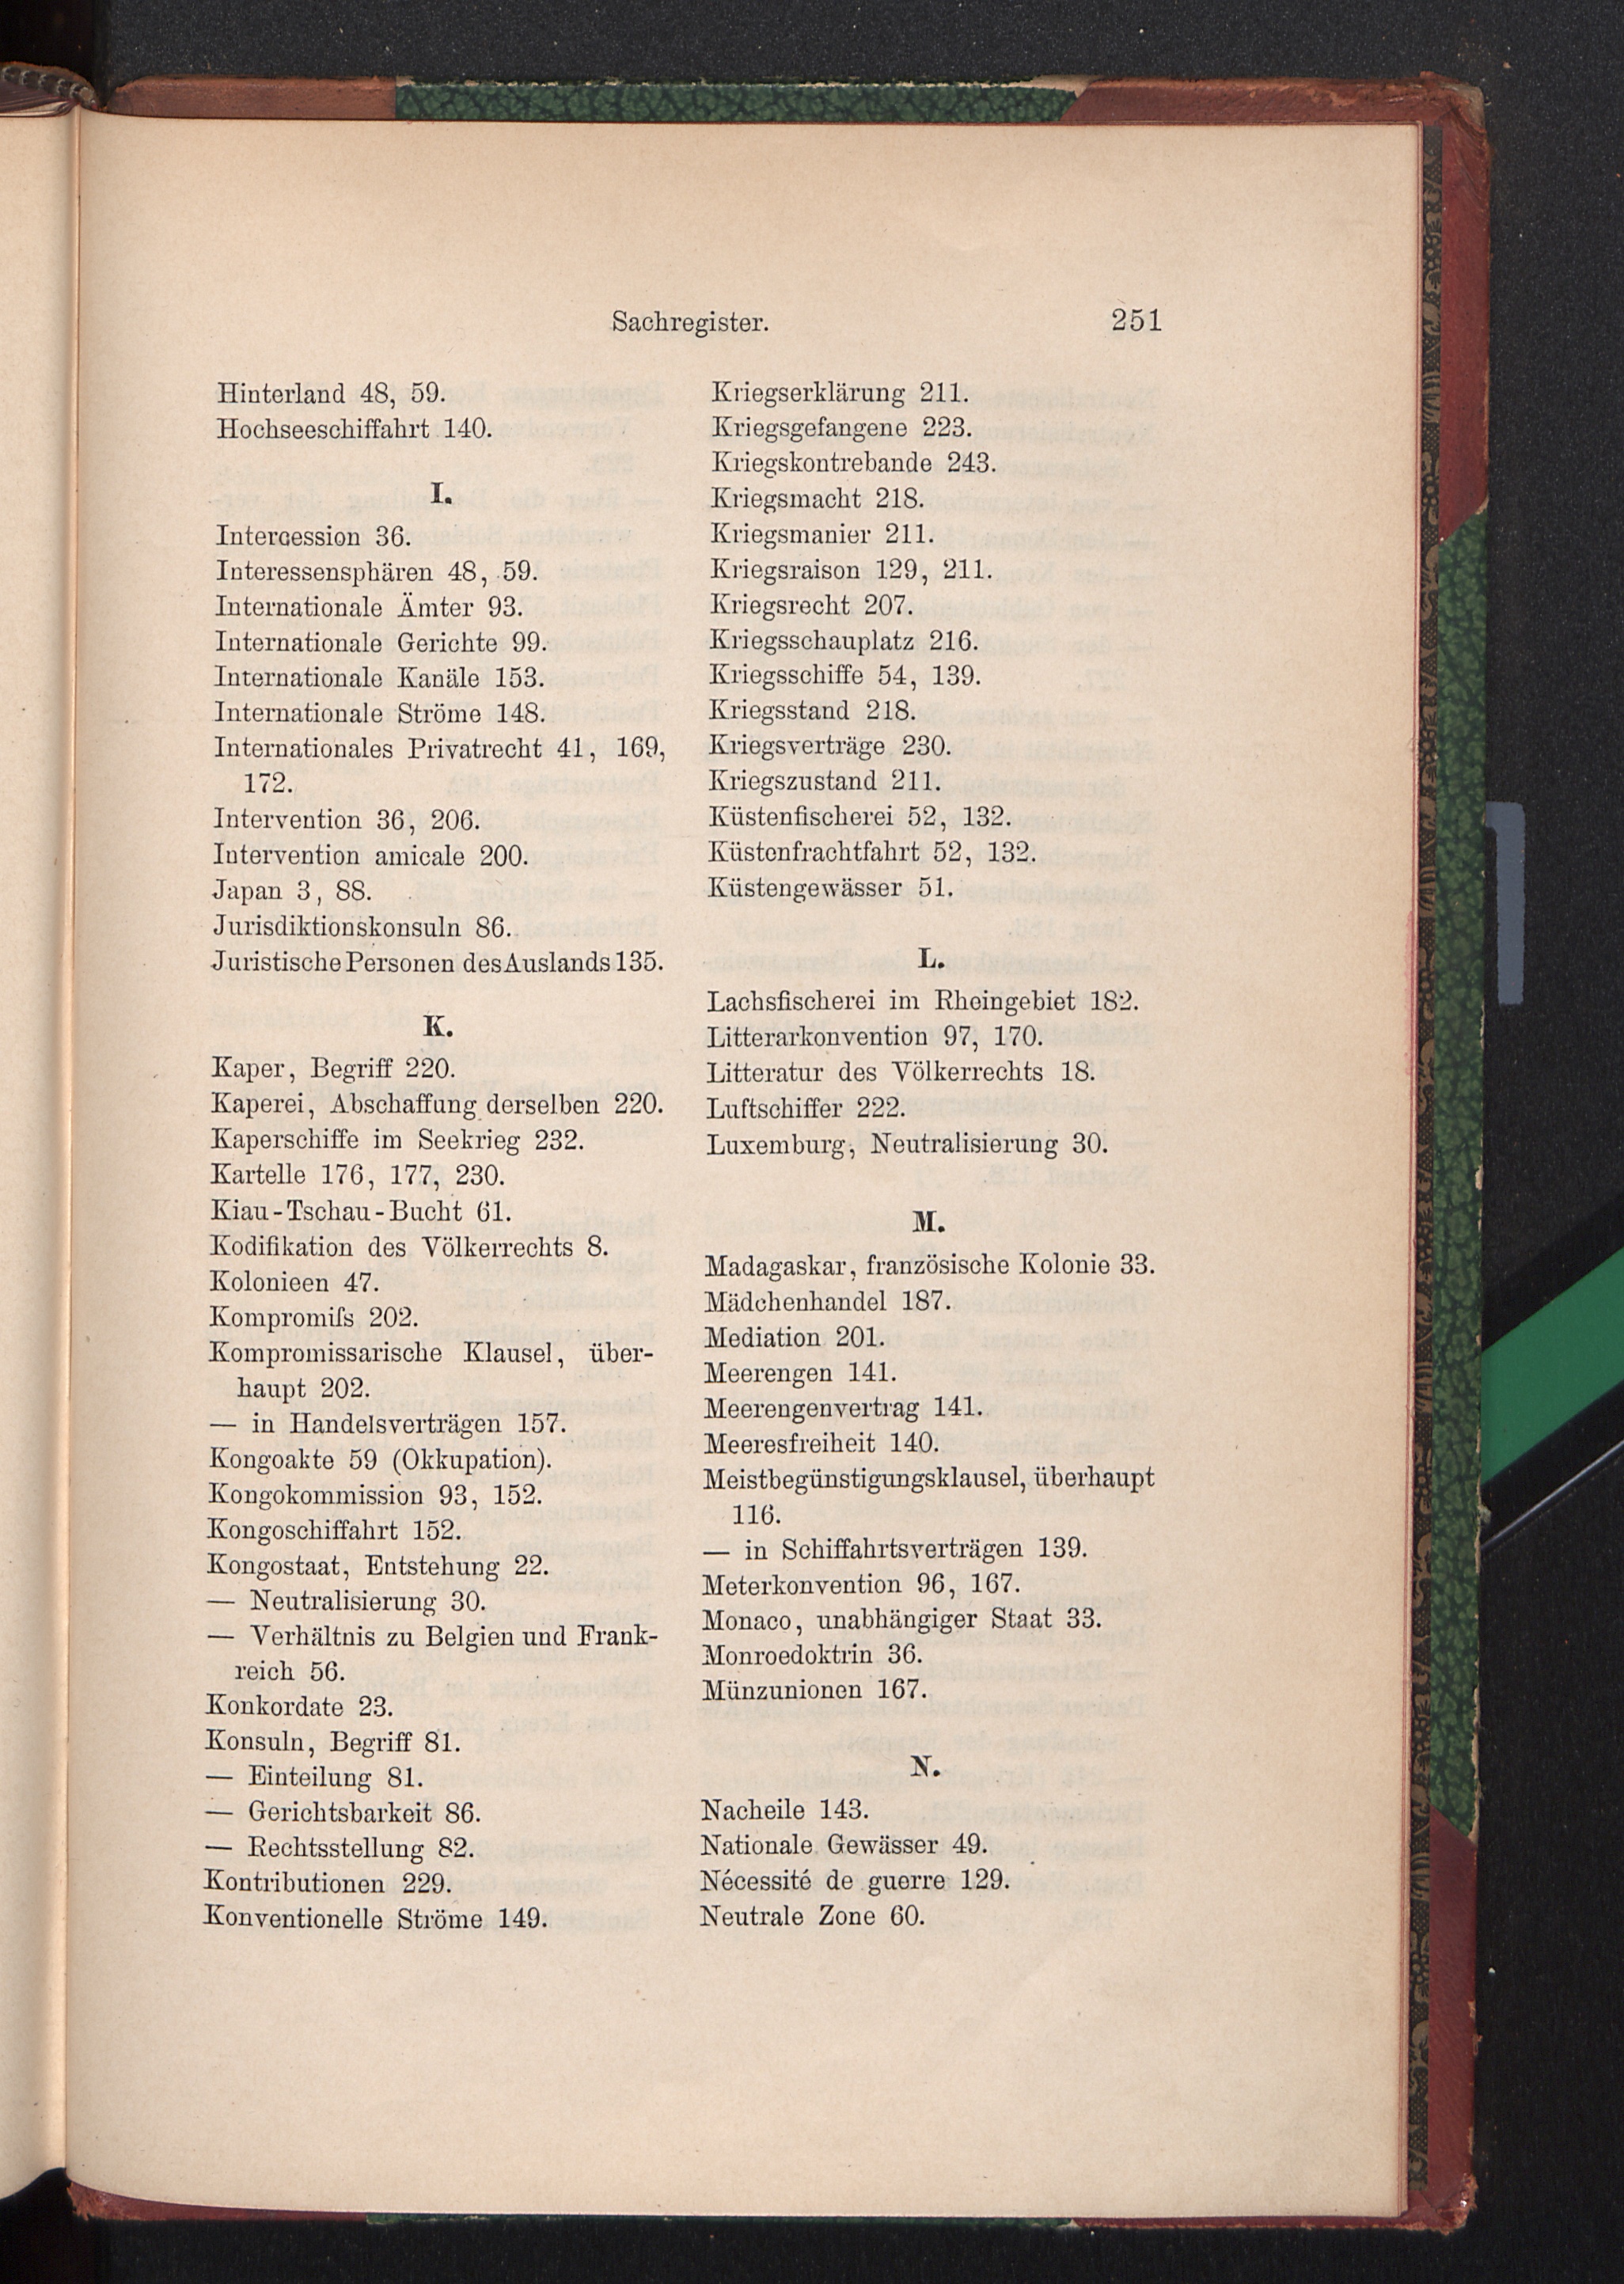 Sachregister. 251
Hinterland 48, 59.
Hochseeschiffahrt 140.
I.
Intercession 36.
Interessensphären 48, 59.
Internationale Ämter 93.
Internationale Gerichte 99.
Internationale Kanäle 153.
Internationale Ströme 148.
Internationales Privatrecht 41, 169,
172.
Intervention 36, 206.
Intervention amicale 200.
Japan 3, 88.
Jurisdiktionskonsuln 86.
Juristische Personen des Auslands 135.
K.
Kaper, Begriff 220.
Kaperei, Abschaffung derselben 220.
Kaperschiffe im Seekrieg 232.
Kartelle 176, 177, 230.
Kiau-Tschau-Bucht 61.
Kodifikation des Völkerrechts 8.
Kolonieen 47.
Kompromiſs 202.
Kompromissarische Klausel, über-
haupt 202.
— in Handelsverträgen 157.
Kongoakte 59 (Okkupation).
Kongokommission 93, 152.
Kongoschiffahrt 152.
Kongostaat, Entstehung 22.
— Neutralisierung 30.
— Verhältnis zu Belgien und Frank-
reich 56.
Konkordate 23.
Konsuln, Begriff 81.
— Einteilung 81.
— Gerichtsbarkeit 86.
— Rechtsstellung 82.
Kontributionen 229.
Konventionelle Ströme 149.
Kriegserklärung 211.
Kriegsgefangene 223.
Kriegskontrebande 243.
Kriegsmacht 218.
Kriegsmanier 211.
Kriegsraison 129, 211.
Kriegsrecht 207.
Kriegsschauplatz 216.
Kriegsschiffe 54, 139.
Kriegsstand 218.
Kriegsverträge 230.
Kriegszustand 211.
Küstenfischerei 52, 132.
Küstenfrachtfahrt 52, 132.
Küstengewässer 51.
L.
Lachsfischerei im Rheingebiet 182.
Litterarkonvention 97, 170.
Litteratur des Völkerrechts 18.
Luftschiffer 222.
Luxemburg, Neutralisierung 30.
M.
Madagaskar, französische Kolonie 33.
Mädchenhandel 187.
Mediation 201.
Meerengen 141.
Meerengenvertrag 141.
Meeresfreiheit 140.
Meistbegünstigungsklausel, überhaupt
116.
— in Schiffahrtsverträgen 139.
Meterkonvention 96, 167.
Monaco, unabhängiger Staat 33.
Monroedoktrin 36.
Münzunionen 167.
N.
Nacheile 143.
Nationale Gewässer 49.
Nécessité de guerre 129.
Neutrale Zone 60.